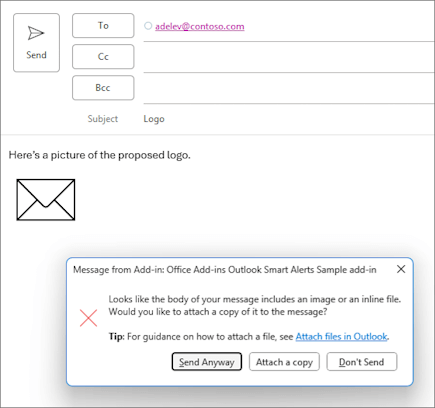 To
adelev@contoso.com
Send
Cc
Bcc
Subject
Logo
Here's a picture of the proposed logo.
Message from Add-in: Office Add-ins Outlook Smart Alerts Sample add-in
Looks like the body of your message includes an image or an inline file.
Would you like to attach a copy of it to the message?
Tip: For guidance on how to attach a file, see Attach files in Outlook.
Send Anyway
Attach a copy
Don't Send